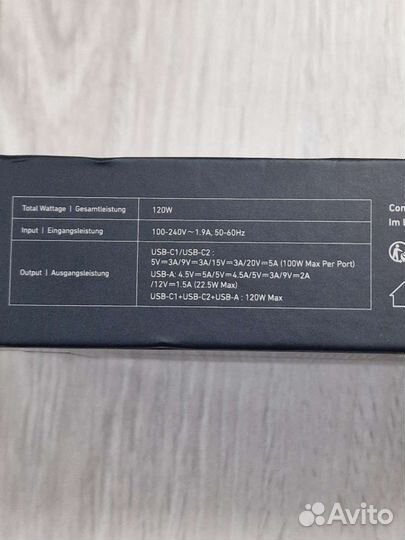 Total Wattage | Gesamtleistung 120W
Input | Eingangsleistung 100-240V~1.9A, 50-60Hz
USB-C1/USB-C2 :
5V⎓3A/9V⎓3A/15V⎓3A/20V⎓5A (100W Max Per Port)
Output | Ausgangsleistung USB-A: 4.5V⎓5A/5V⎓4.5A/5V⎓3A/9V⎓2A
/12V⎓1.5A (22.5W Max)
USB-C1+USB-C2+USB-A : 120W Max
Con
Im
Avito